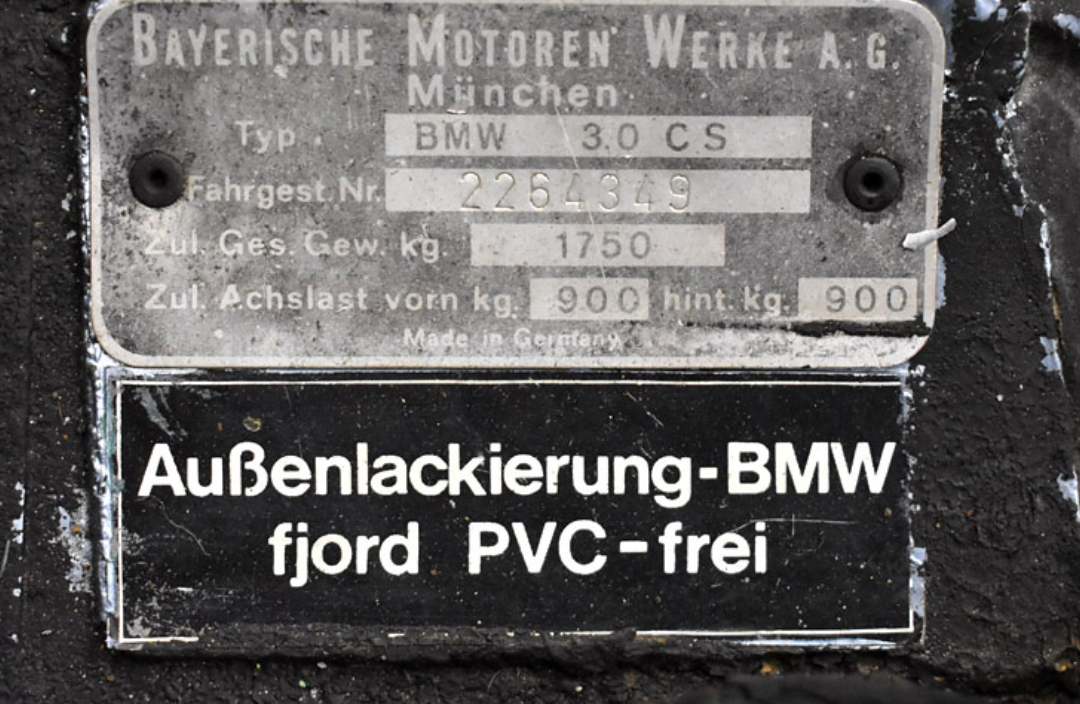 BAYERISCHE MOTOREN WERKE A.G.
München
Typ BMW 3.0 CS
Fahrgest.Nr. 2264349
Zul. Ges. Gew. kg. 1750
Zul. Achslast vorn kg. 900 hint. kg. 900
Made in Germany
Außenlackierung-BMW
fjord PVC-frei